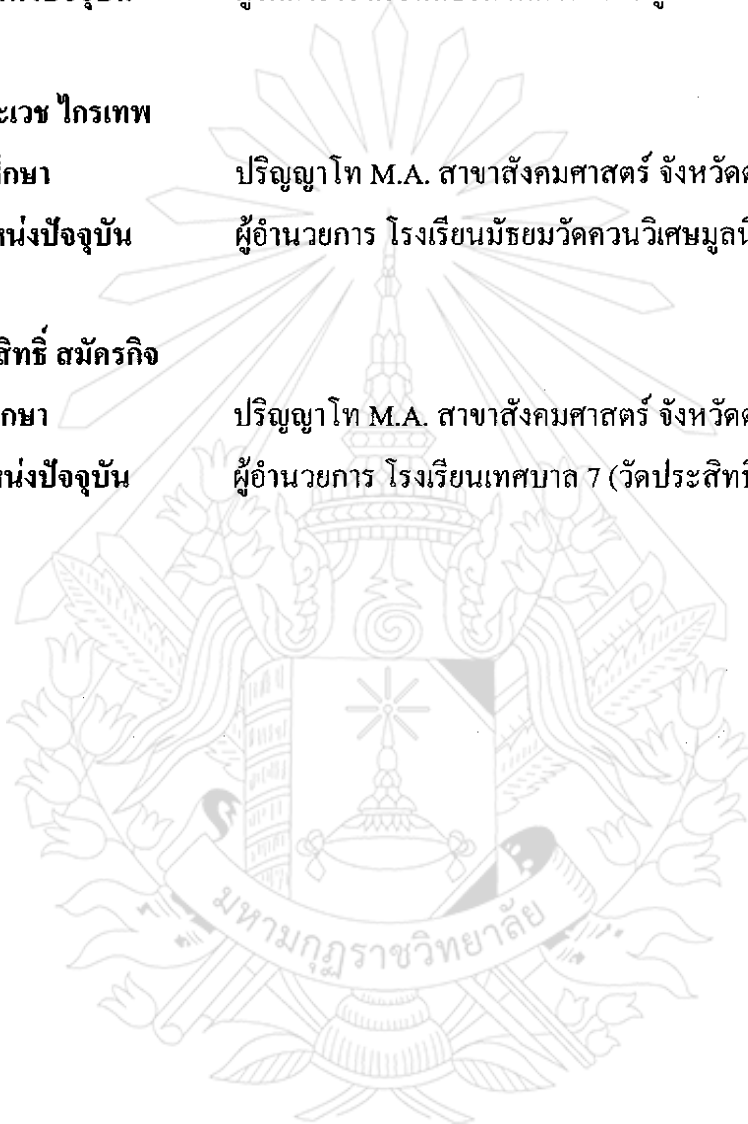 ะเวช ไกรเทพ
ศึกษา ปริญญาโท M.A. สาขาสังคมศาสตร์ จังหวัด
หน่งปัจจุบัน ผู้อำนวยการ โรงเรียนมัธยมวัดควนวิเศษมูลนิ
สิทธิ์ สมัครกิจ
กษา ปริญญาโท M.A. สาขาสังคมศาสตร์ จังหวัด
หน่งปัจจุบัน ผู้อำนวยการ โรงเรียนเทศบาล 7 (วัดประสิทธิ
มหามกุฏราชวิทยาลัย